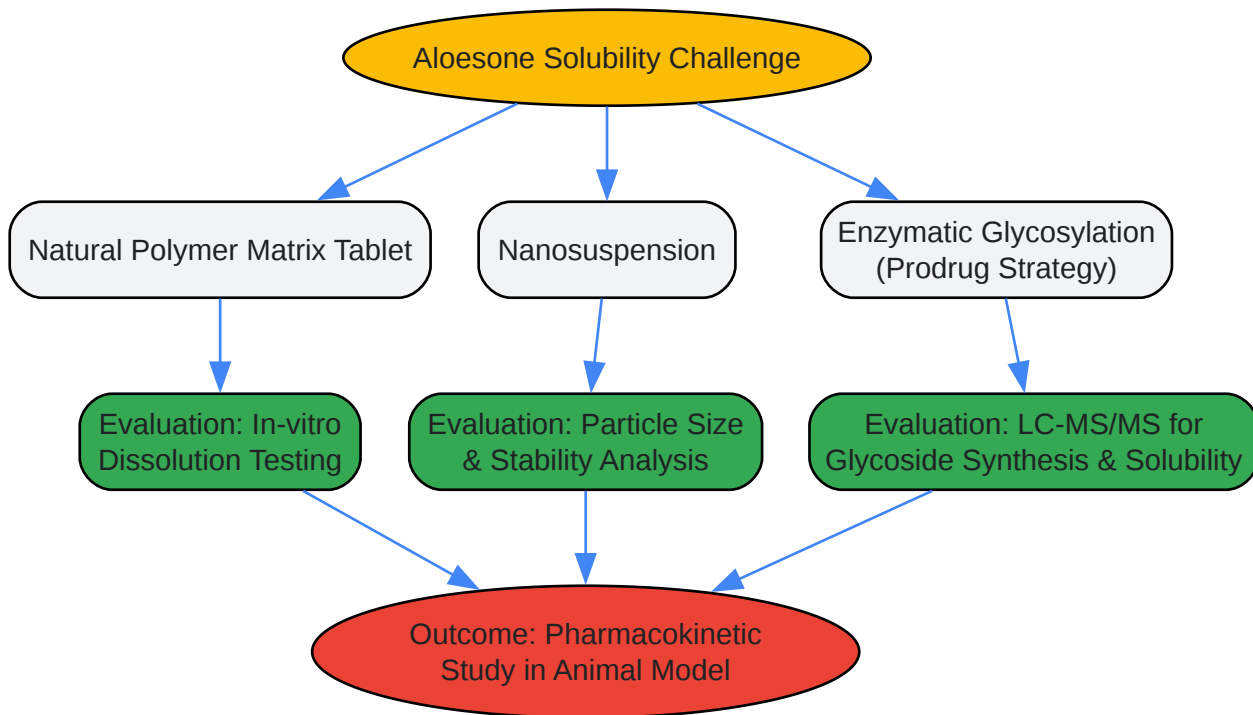 Aloesone Solubility Challenge
Natural Polymer Matrix Tablet
Nanosuspension
Enzymatic Glycosylation
(Prodrug Strategy)
Evaluation: In-vitro
Dissolution Testing
Evaluation: Particle Size
& Stability Analysis
Evaluation: LC-MS/MS for
Glycoside Synthesis & Solubility
Outcome: Pharmacokinetic
Study in Animal Model